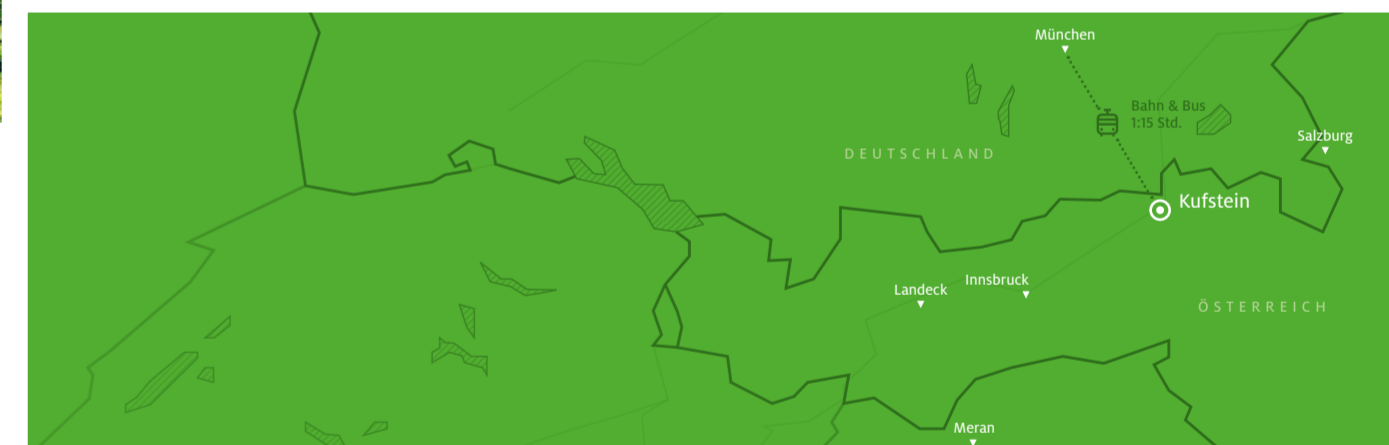 München
Bahn & Bus
1:15 Std.
Salzburg
DEUTSCHLAND
Kufstein
Innsbruck
Landeck
ÖSTERREICH
Meran